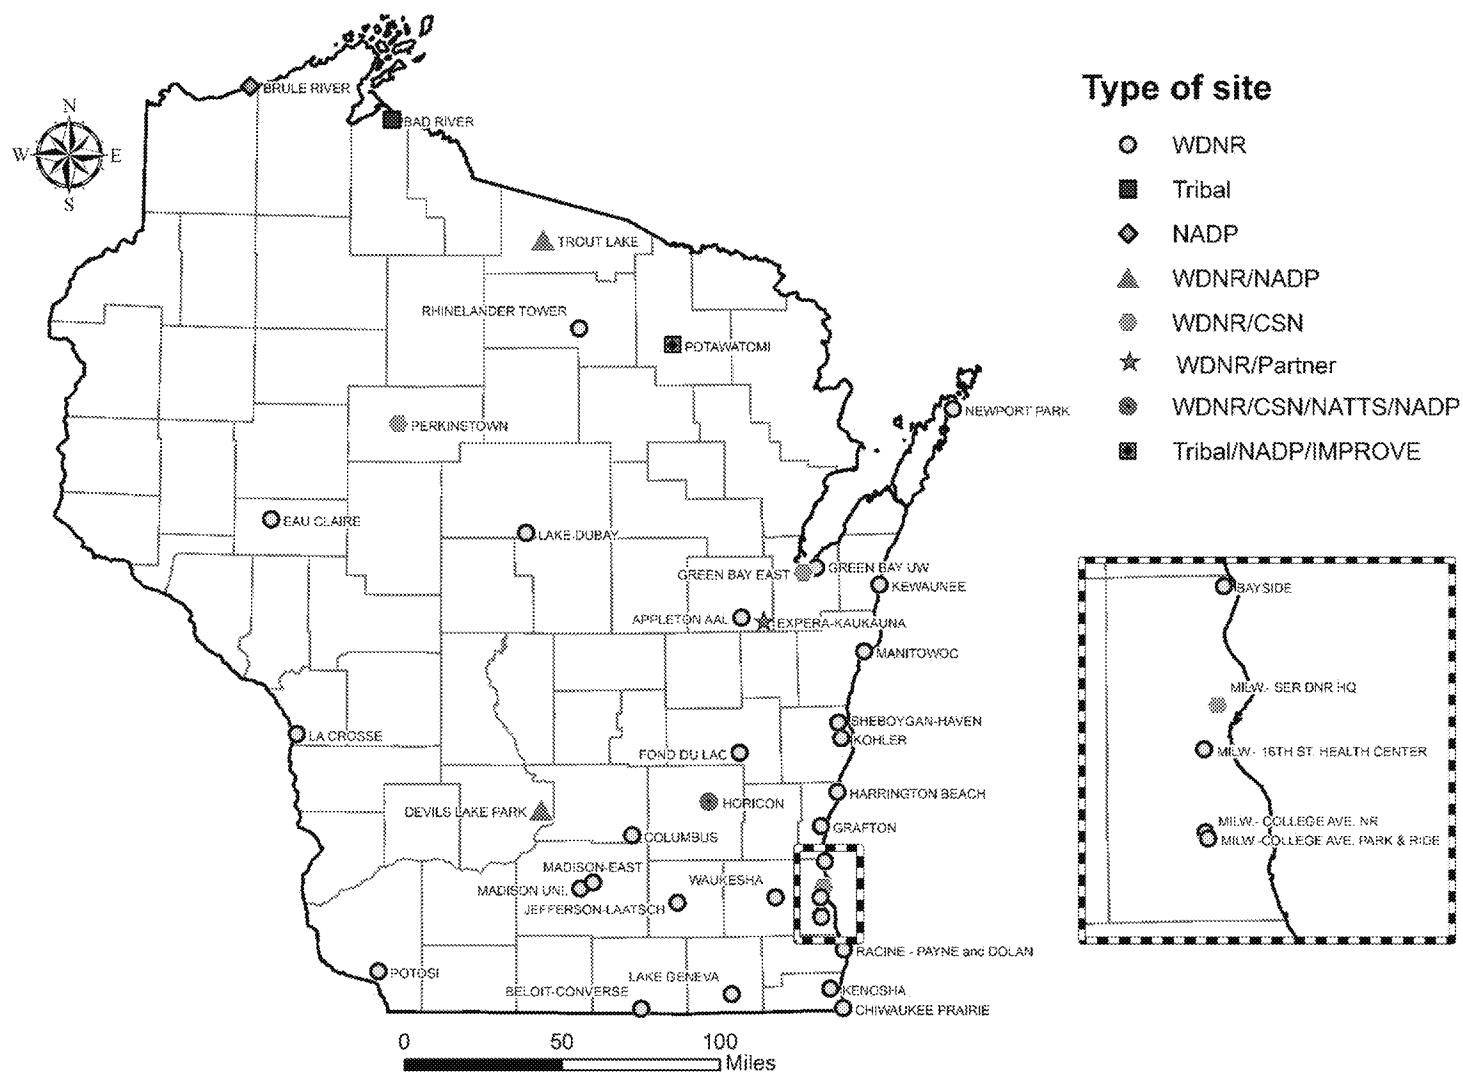 Type of site
WDNR
Tribal
NADP
WDNR/NADP
WDNR/CSN
WDNR/Partner
WDNR/CSN/NATTS/NADP
Tribal/NADP/IMPROVE
N
W
E
S
BRULE RIVER
BAD RIVER
TROUT LAKE
RHINELANDER TOWER
POTAWATOMI
NEWPORT PARK
PERKINSTOWN
EAU CLAIRE
LAKE DUBAY
GREEN BAY EAST
GREEN BAY UW
KEWAUNEE
APPLETON AAL
EXPERA-KAUKAUNA
MANITOWOC
SHEBOYGAN-HAVEN
LA CROSSE
KOHLER
FOND DU LAC
HARRINGTON BEACH
HORICON
DEVILS LAKE PARK
GRAFTON
COLUMBUS
MADISON-EAST
WAUKESHA
MADISON UNI.
JEFFERSON-LAATSCH
RACINE - PAYNE and DOLAN
POTOSI
LAKE GENEVA
BELOIT-CONVERSE
KENOSHA
CHIWAUKEE PRAIRIE
BAYSIDE
MILW.- SER DNR HQ
MILW.- 16TH ST. HEALTH CENTER
MILW.- COLLEGE AVE. NR
MILW.-COLLEGE AVE. PARK & RIDE
0 50 100
Miles